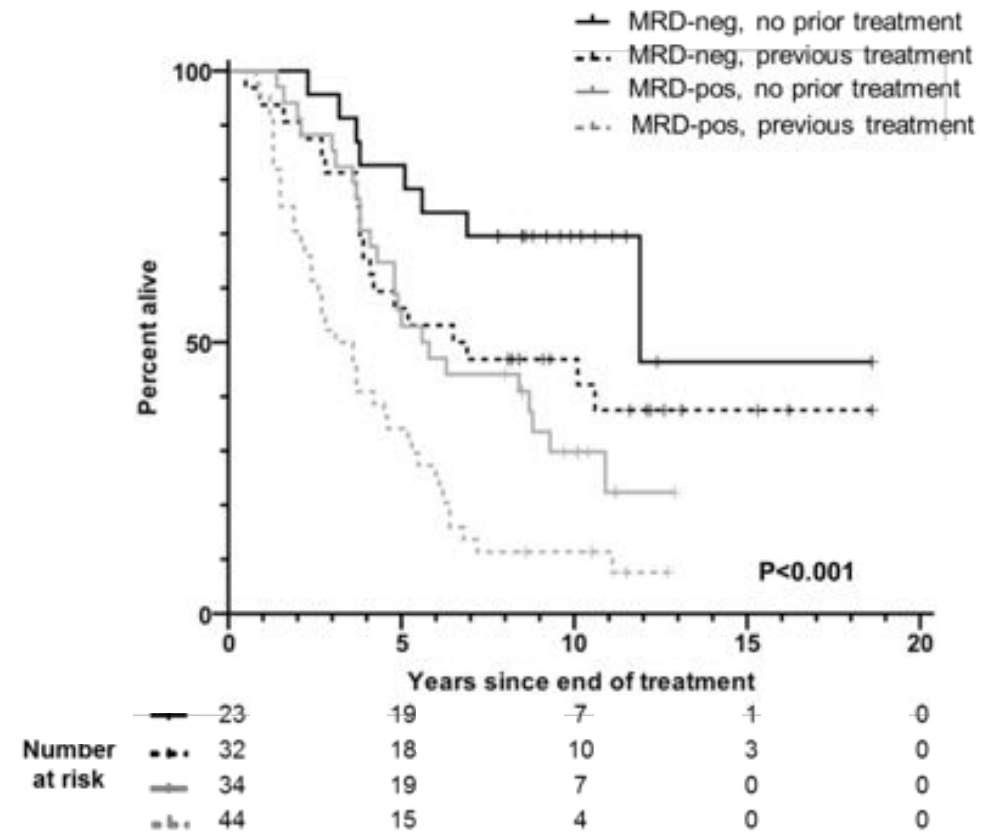 MRD-neg, no prior treatment
MRD-neg, previous treatment
MRD-pos, no prior treatment
MRD-pos, previous treatment
100
50
0
Percent alive
P<0.001
0 5 10 15 20
Years since end of treatment
23 19 7 1 0
Number
at risk
32 18 10 3 0
34 19 7 0 0
44 15 4 0 0